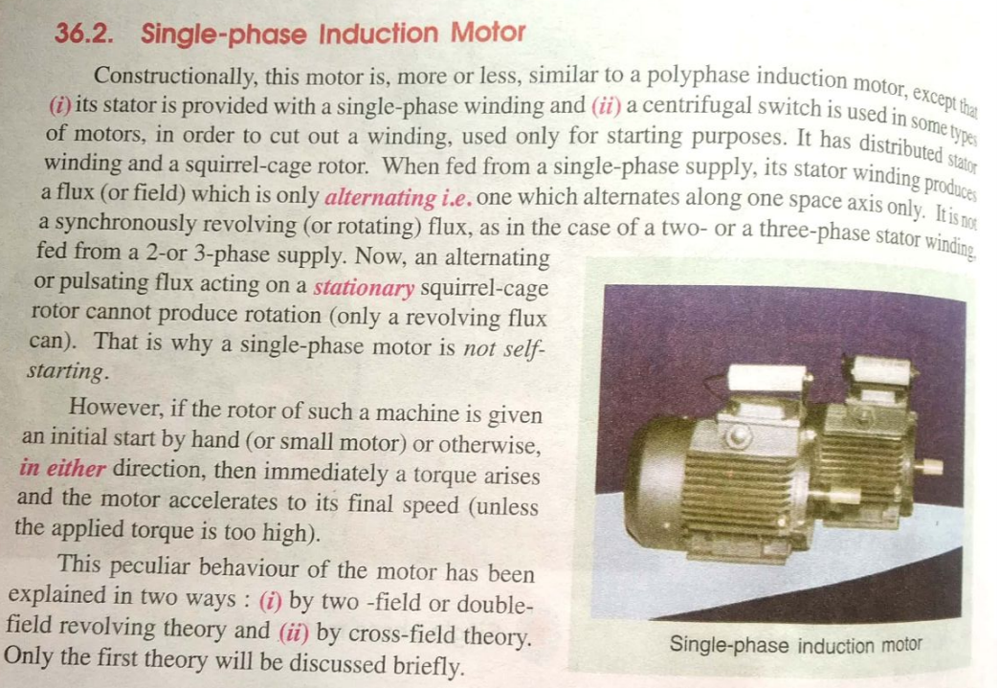 36.2. Single-phase Induction Motor
Constructionally, this motor is, more or less, similar to a polyphase induction motor, except that
(i) its stator is provided with a single-phase winding and (ii) a centrifugal switch is used in some types
of motors, in order to cut out a winding, used only for starting purposes. It has distributed stator
winding and a squirrel-cage rotor. When fed from a single-phase supply, its stator winding produces
a flux (or field) which is only alternating i.e. one which alternates along one space axis only. It is not
a synchronously revolving (or rotating) flux, as in the case of a two- or a three-phase stator winding,
fed from a 2-or 3-phase supply. Now, an alternating
or pulsating flux acting on a stationary squirrel-cage
rotor cannot produce rotation (only a revolving flux
can). That is why a single-phase motor is not self-
starting.
However, if the rotor of such a machine is given
an initial start by hand (or small motor) or otherwise,
in either direction, then immediately a torque arises
and the motor accelerates to its final speed (unless
the applied torque is too high).
This peculiar behaviour of the motor has been
explained in two ways : (i) by two -field or double-
field revolving theory and (ii) by cross-field theory.
Only the first theory will be discussed briefly.
Single-phase induction motor